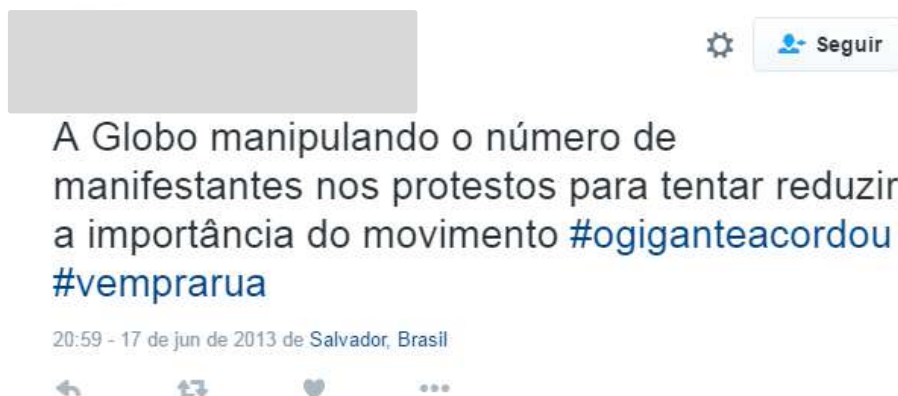 Seguir
A Globo manipulando o número de
manifestantes nos protestos para tentar reduzir
a importância do movimento #ogiganteacordou
#vemprarua
20:59 - 17 de jun de 2013 de Salvador, Brasil